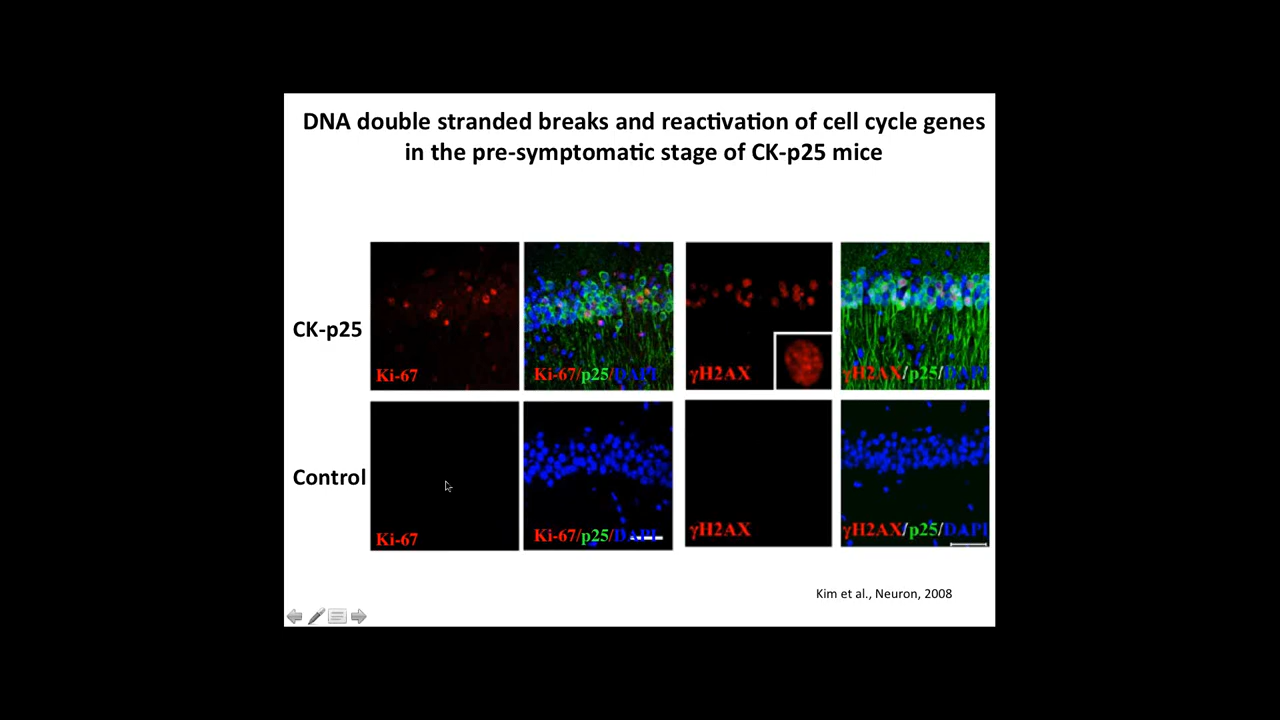 DNA double stranded breaks and reactivation of cell cycle genes
in the pre-symptomatic stage of CK-p25 mice
CK-p25
Ki-67
Ki-67/p25/DAPI
γH2AX
γH2AX/p25/DAPI
Control
Ki-67
Ki-67/p25/DAPI
γH2AX
γH2AX/p25/DAPI
Kim et al., Neuron, 2008